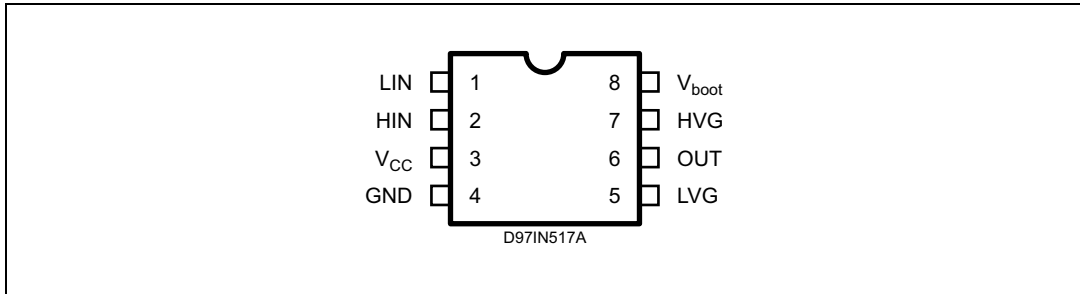 LIN 1 8 Vboot
HIN 2 7 HVG
VCC 3 6 OUT
GND 4 5 LVG
D97IN517A